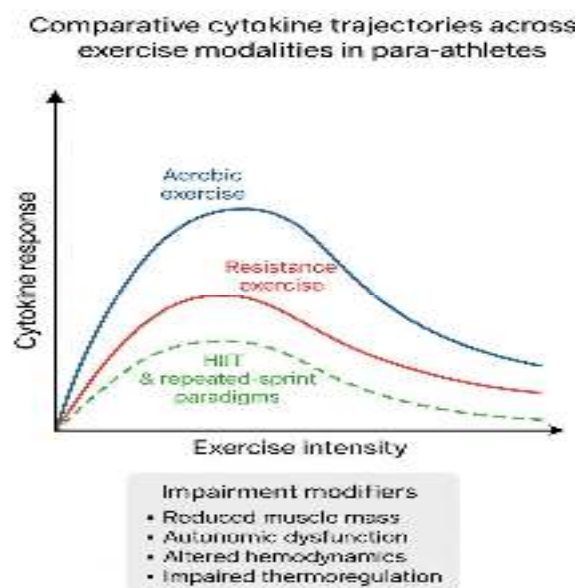 Comparative cytokine trajectories across
exercise modalities in para-athletes
Cytokine response
Aerobic
exercise
Resistance
exercise
HIIT
& repeated-sprint
paradigms
Exercise intensity
Impairment modifiers
• Reduced muscle mass
• Autonomic dysfunction
• Altered hemodynamics
• Impaired thermoregulation